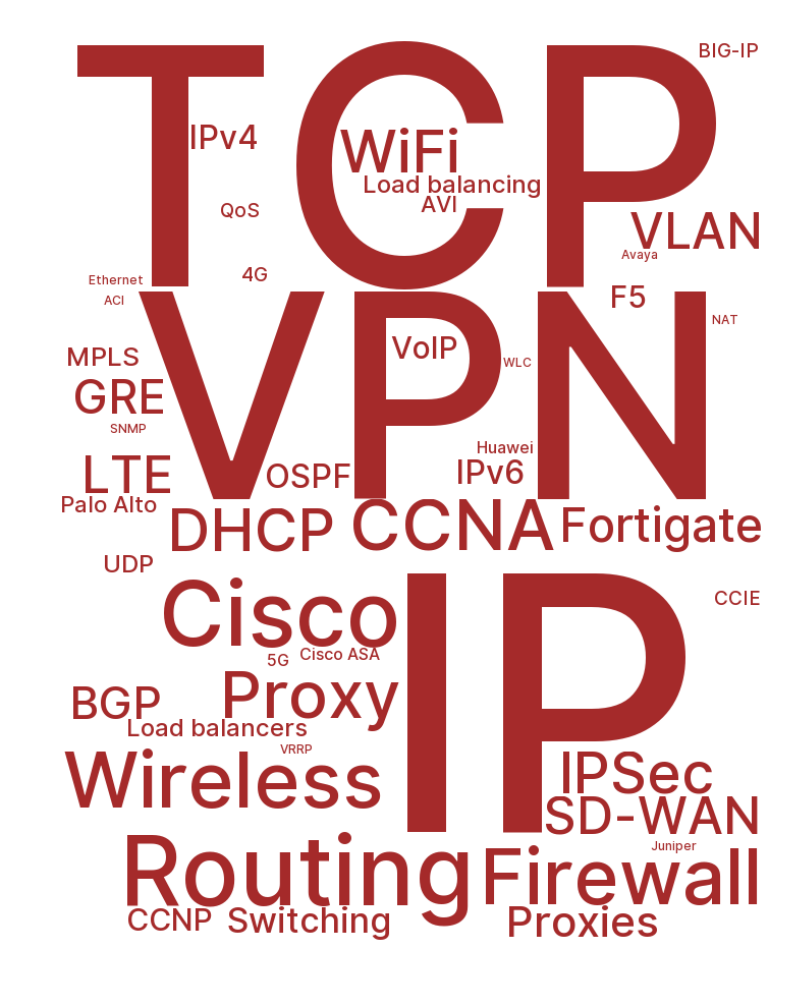 TCP
BIG-IP
IPv4
WiFi
Load balancing
AVI
QoS
VLAN
Avaya
4G
Ethernet
ACI
F5
VPN
NAT
VoIP
WLC
MPLS
GRE
SNMP
Huawei
LTE
OSPF
IPv6
Palo Alto
DHCP
CCNA
Fortigate
UDP
IP
Cisco
CCIE
5G
Cisco ASA
BGP
Proxy
Load balancers
VRRP
Wireless
IPSec
SD-WAN
Juniper
Routing
Firewall
CCNP
Switching
Proxies